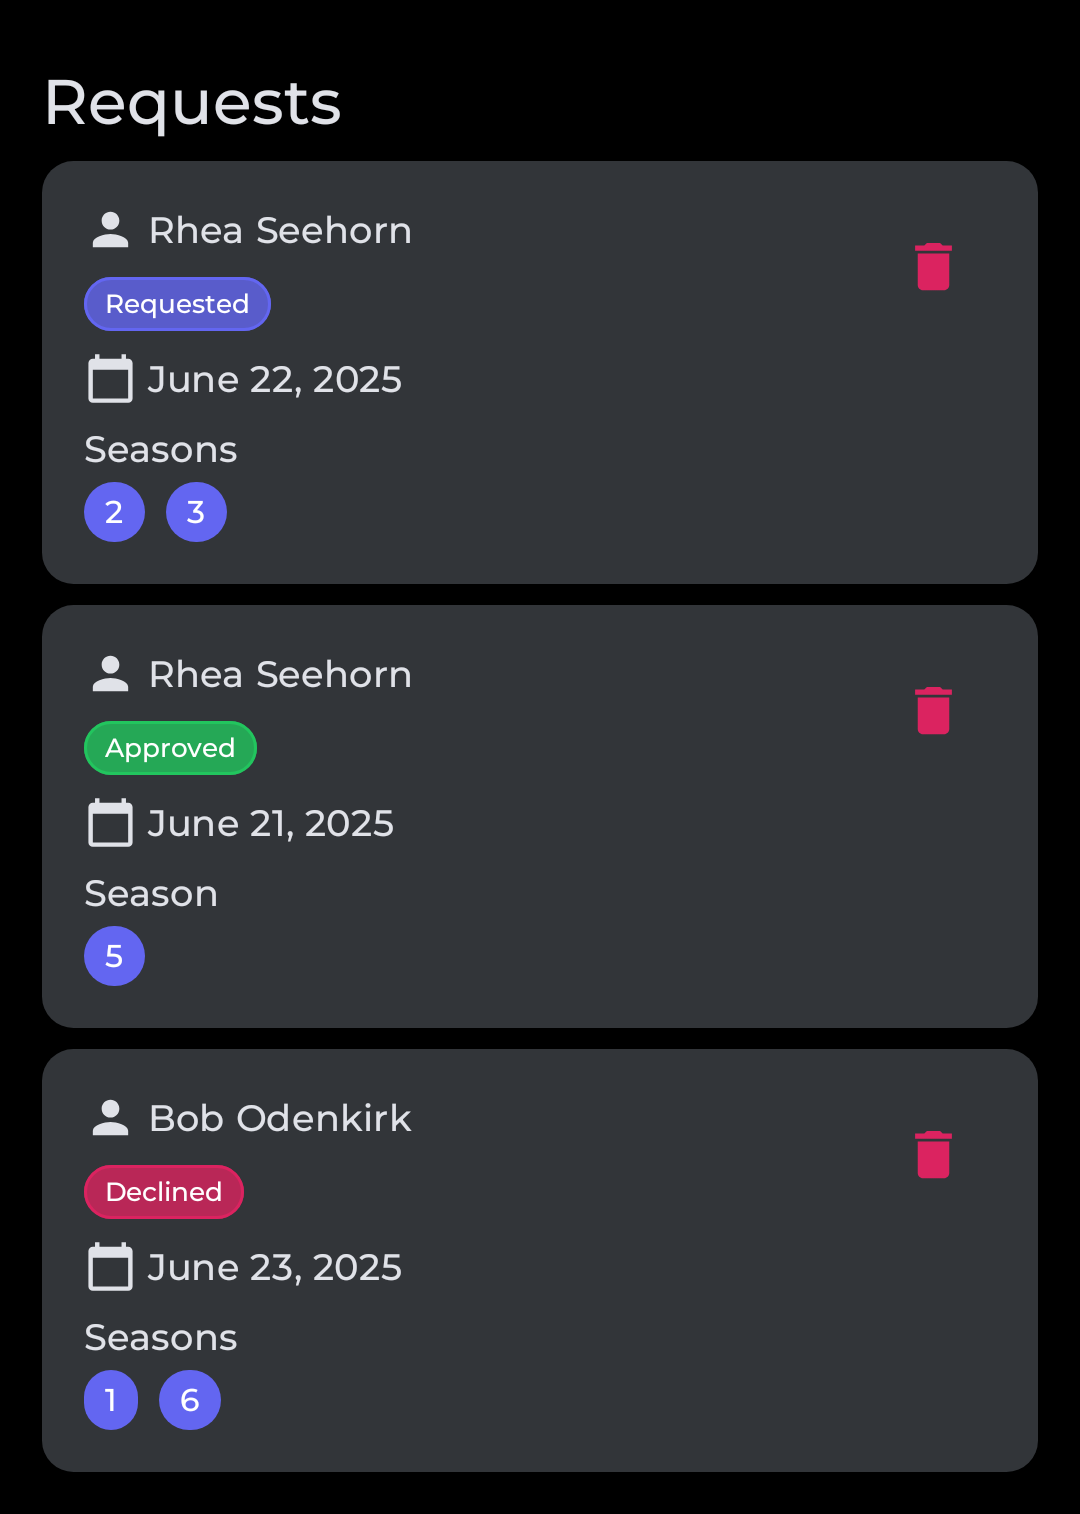 Requests
Rhea Seehorn
Requested
June 22, 2025
Seasons
2 3
Rhea Seehorn
Approved
June 21, 2025
Season
5
Bob Odenkirk
Declined
June 23, 2025
Seasons
1 6